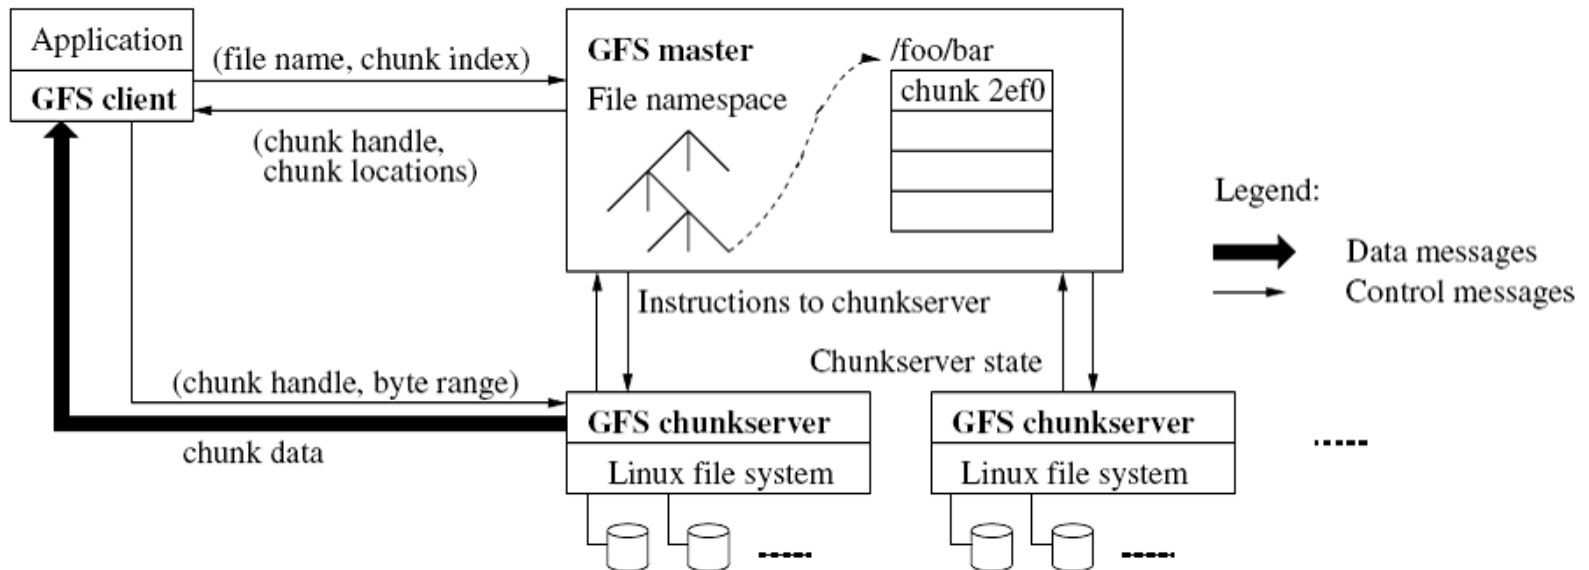 Application
GFS client
(file name, chunk index)
(chunk handle,
chunk locations)
GFS master
File namespace
/foo/bar
chunk 2ef0
Legend:
Data messages
Control messages
Instructions to chunkserver
Chunkserver state
(chunk handle, byte range)
chunk data
GFS chunkserver
Linux file system
GFS chunkserver
Linux file system